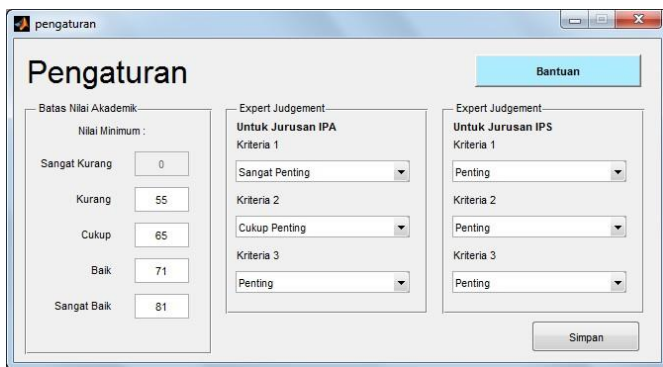 pengaturan
Pengaturan
Bantuan
Batas Nilai Akademik
Nilai Minimum :
Sangat Kurang 0
Kurang 55
Cukup 65
Baik 71
Sangat Baik 81
Expert Judgement
Untuk Jurusan IPA
Kriteria 1
Sangat Penting
Kriteria 2
Cukup Penting
Kriteria 3
Penting
Expert Judgement
Untuk Jurusan IPS
Kriteria 1
Penting
Kriteria 2
Penting
Kriteria 3
Penting
Simpan